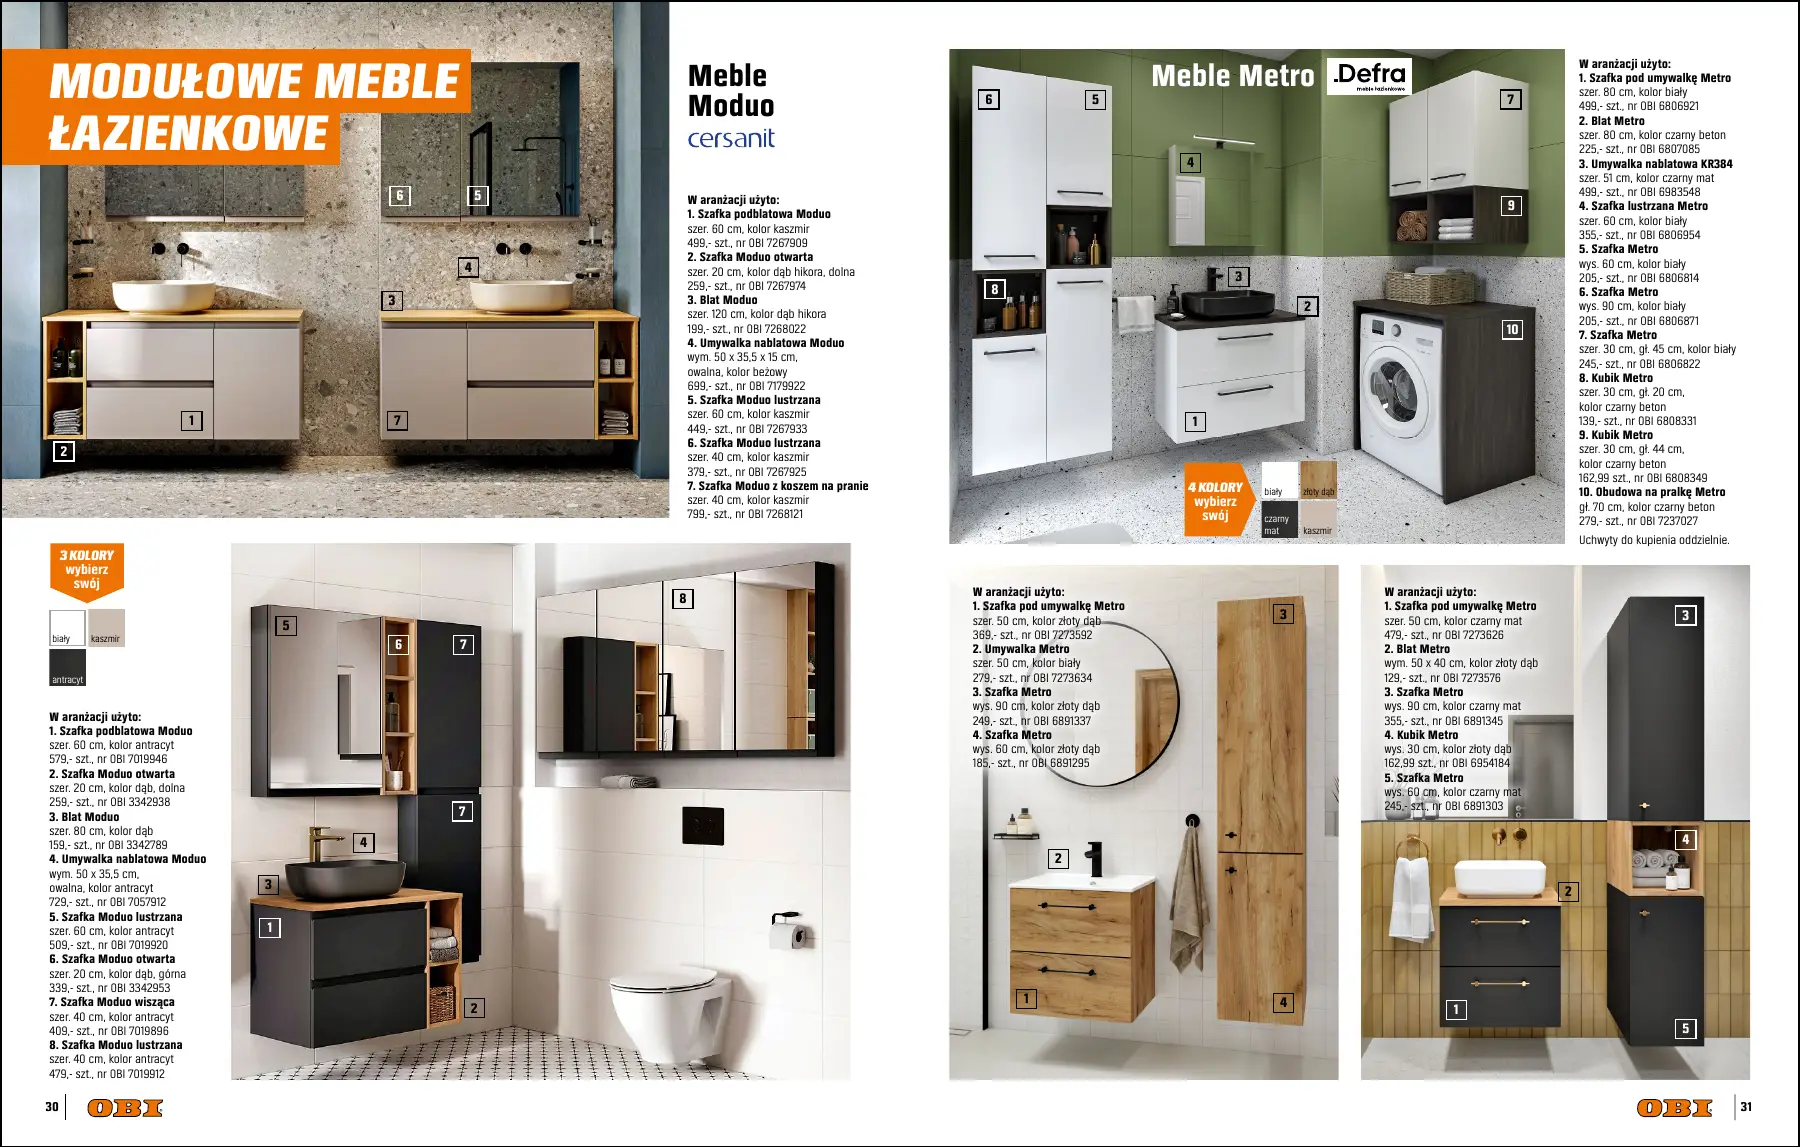 MODUŁOWE MEBLE
ŁAZIENKOWE
6
5
4
3
1
7
2
Meble
Moduo
cersanit
W aranżacji użyto:
1. Szafka podblatowa Moduo
szer. 60 cm, kolor kaszmir
499,- szt., nr OBI 7267909
2. Szafka Moduo otwarta
szer. 20 cm, kolor dąb hikora, dolna
259,- szt., nr OBI 7267974
3. Blat Moduo
szer. 120 cm, kolor dąb hikora
199,- szt., nr OBI 7268022
4. Umywalka nablatowa Moduo
wym. 50 x 35,5 x 15 cm,
owalna, kolor beżowy
699,- szt., nr OBI 7179922
5. Szafka Moduo lustrzana
szer. 60 cm, kolor kaszmir
449,- szt., nr OBI 7267933
6. Szafka Moduo lustrzana
szer. 40 cm, kolor kaszmir
379,- szt., nr OBI 7267925
7. Szafka Moduo z koszem na pranie
szer. 40 cm, kolor kaszmir
799,- szt., nr OBI 7268121
3 KOLORY
wybierz
swój
biały
kaszmir
antracyt
W aranżacji użyto:
1. Szafka podblatowa Moduo
szer. 60 cm, kolor antracyt
579,- szt., nr OBI 7019946
2. Szafka Moduo otwarta
szer. 20 cm, kolor dąb, dolna
259,- szt., nr OBI 3342938
3. Blat Moduo
szer. 80 cm, kolor dąb
159,- szt., nr OBI 3342789
4. Umywalka nablatowa Moduo
wym. 50 x 35,5 cm,
owalna, kolor antracyt
729,- szt., nr OBI 7057912
5. Szafka Moduo lustrzana
szer. 60 cm, kolor antracyt
509,- szt., nr OBI 7019920
6. Szafka Moduo otwarta
szer. 20 cm, kolor dąb, górna
339,- szt., nr OBI 3342953
7. Szafka Moduo wisząca
szer. 40 cm, kolor antracyt
409,- szt., nr OBI 7019896
8. Szafka Moduo lustrzana
szer. 40 cm, kolor antracyt
479,- szt., nr OBI 7019912
5
6
7
8
7
4
3
1
2
30
OBI
Meble Metro
.Defra
meble łazienkowe
6
5
7
4
9
3
8
2
10
1
4 KOLORY
wybierz
swój
biały
złoty dąb
czarny
mat
kaszmir
W aranżacji użyto:
1. Szafka pod umywalkę Metro
szer. 80 cm, kolor biały
499,- szt., nr OBI 6806921
2. Blat Metro
szer. 80 cm, kolor czarny beton
225,- szt., nr OBI 6807085
3. Umywalka nablatowa KR384
szer. 51 cm, kolor czarny mat
499,- szt., nr OBI 6983548
4. Szafka lustrzana Metro
szer. 60 cm, kolor biały
355,- szt., nr OBI 6806954
5. Szafka Metro
wys. 60 cm, kolor biały
205,- szt., nr OBI 6806814
6. Szafka Metro
wys. 90 cm, kolor biały
205,- szt., nr OBI 6806871
7. Szafka Metro
szer. 30 cm, gł. 45 cm, kolor biały
245,- szt., nr OBI 6806822
8. Kubik Metro
szer. 30 cm, gł. 20 cm,
kolor czarny beton
139,- szt., nr OBI 6808331
9. Kubik Metro
szer. 30 cm, gł. 44 cm,
kolor czarny beton
162,99 szt., nr OBI 6808349
10. Obudowa na pralkę Metro
gł. 70 cm, kolor czarny beton
279,- szt., nr OBI 7237027
Uchwyty do kupienia oddzielnie.
W aranżacji użyto:
1. Szafka pod umywalkę Metro
szer. 50 cm, kolor złoty dąb
369,- szt., nr OBI 7273592
2. Umywalka Metro
szer. 50 cm, kolor biały
279,- szt., nr OBI 7273634
3. Szafka Metro
wys. 90 cm, kolor złoty dąb
249,- szt., nr OBI 6891337
4. Szafka Metro
wys. 60 cm, kolor złoty dąb
185,- szt., nr OBI 6891295
3
2
1
4
W aranżacji użyto:
1. Szafka pod umywalkę Metro
szer. 50 cm, kolor czarny mat
479,- szt., nr OBI 7273626
2. Blat Metro
wym. 50 x 40 cm, kolor złoty dąb
129,- szt., nr OBI 7273576
3. Szafka Metro
wys. 90 cm, kolor czarny mat
355,- szt., nr OBI 6891345
4. Kubik Metro
wys. 30 cm, kolor złoty dąb
162,99 szt., nr OBI 6954184
5. Szafka Metro
wys. 60 cm, kolor czarny mat
245,- szt., nr OBI 6891303
3
4
2
1
5
OBI
31